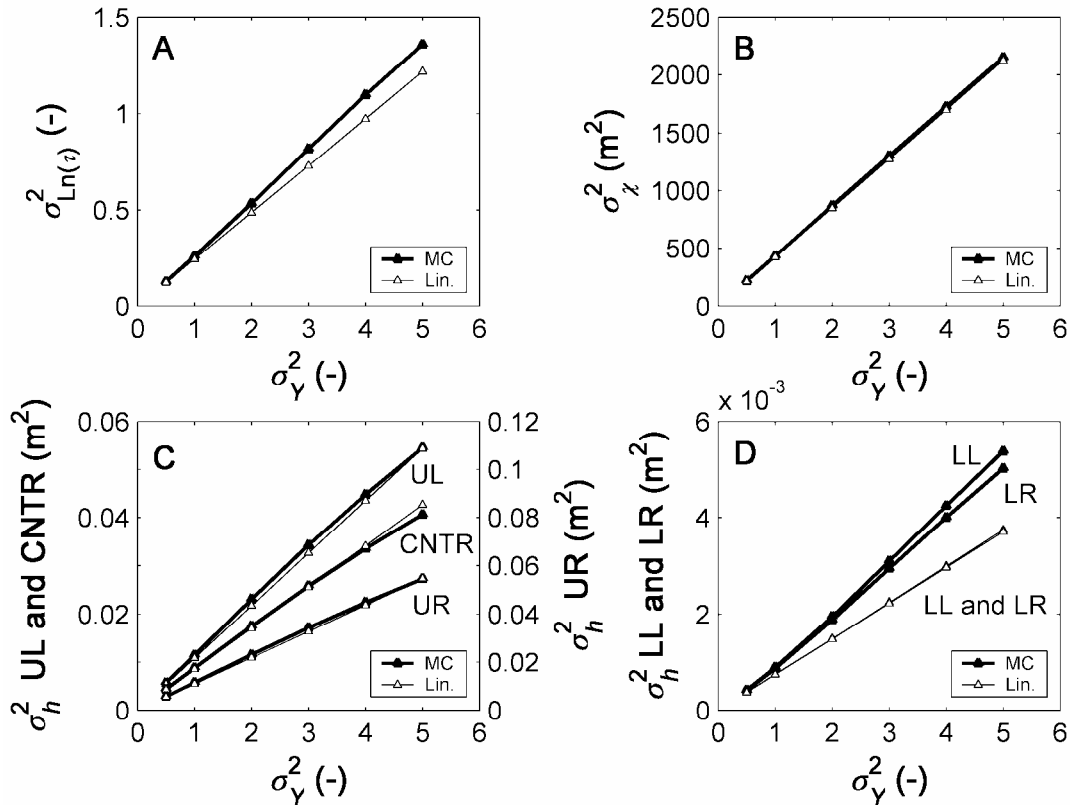 A
σ²Ln(τ) (-)
1.5
1
0.5
0
0 1 2 3 4 5 6
σ²Y (-)
MC
Lin.
B
σ²χ (m²)
2500
2000
1500
1000
500
0
0 1 2 3 4 5 6
σ²Y (-)
MC
Lin.
C
σ²h UL and CNTR (m²)
0.06
0.04
0.02
0
0 1 2 3 4 5 6
σ²Y (-)
UL
CNTR
UR
MC
Lin.
0.12
0.1
0.08
0.06
0.04
0.02
0
σ²h UR (m²)
D
x 10⁻³
σ²h LL and LR (m²)
6
4
2
0
0 1 2 3 4 5 6
σ²Y (-)
LL
LR
LL and LR
MC
Lin.